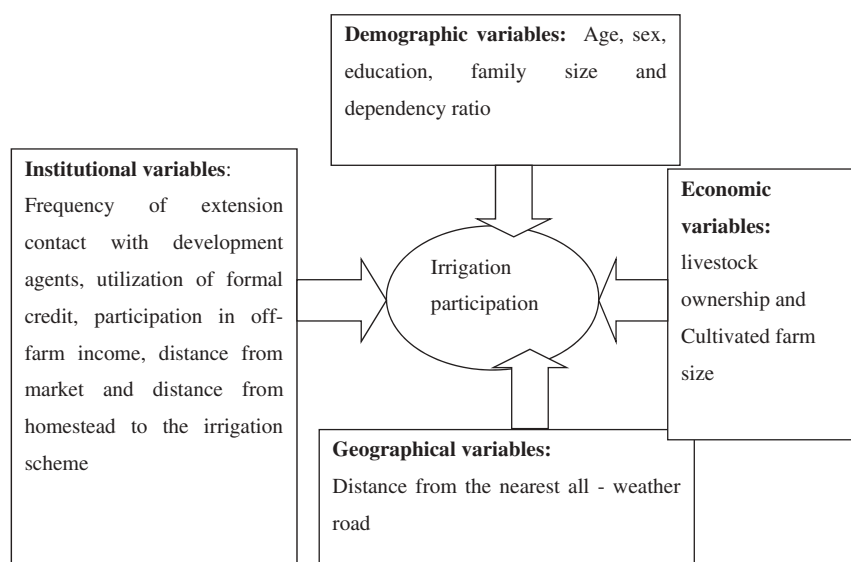 Demographic variables: Age, sex,
education, family size and
dependency ratio
Institutional variables:
Frequency of extension
contact with development
agents, utilization of formal
credit, participation in off-
farm income, distance from
market and distance from
homestead to the irrigation
scheme
Irrigation
participation
Economic
variables:
livestock
ownership and
Cultivated farm
size
Geographical variables:
Distance from the nearest all - weather
road